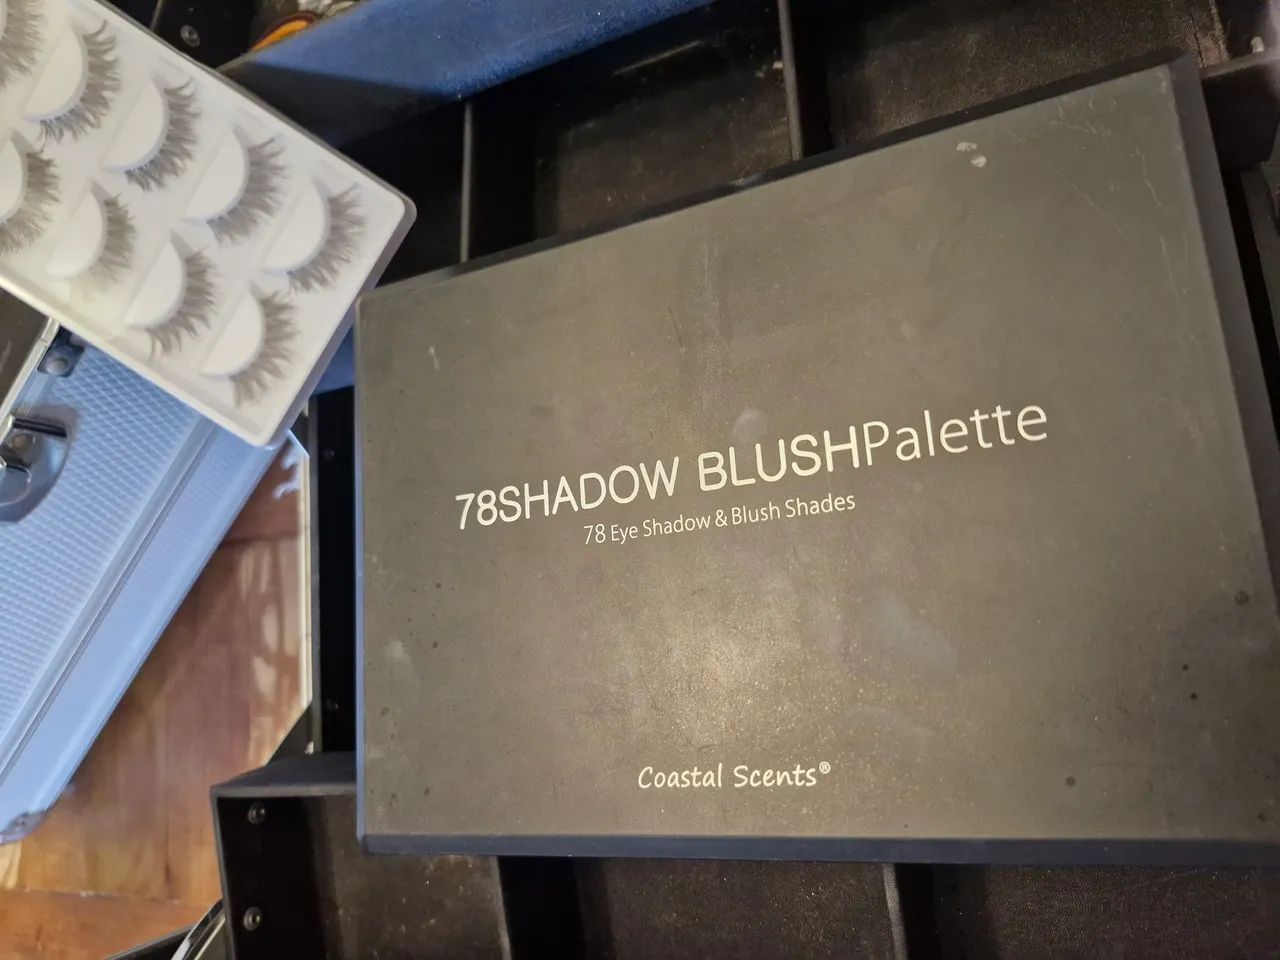 78SHADOW BLUSHPalette
78 Eye Shadow & Blush Shades
Coastal Scents®